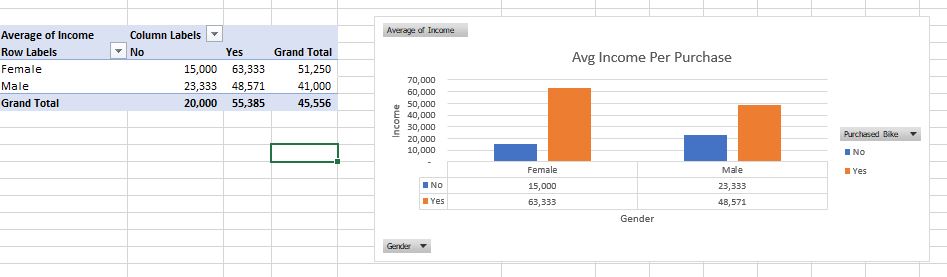 Average of Income Column Labels
Row Labels No Yes Grand Total
Female 15,000 63,333 51,250
Male 23,333 48,571 41,000
Grand Total 20,000 55,385 45,556
Average of Income
Avg Income Per Purchase
70,000
60,000
50,000
40,000
30,000
20,000
10,000
-
Income
Female Male
No 15,000 23,333
Yes 63,333 48,571
Gender
Purchased Bike
No
Yes
Gender